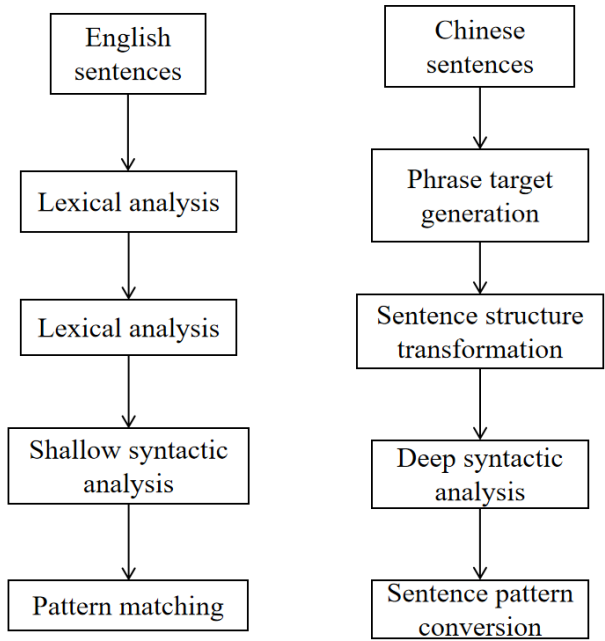 English
sentences
Lexical analysis
Lexical analysis
Shallow syntactic
analysis
Pattern matching
Chinese
sentences
Phrase target
generation
Sentence structure
transformation
Deep syntactic
analysis
Sentence pattern
conversion